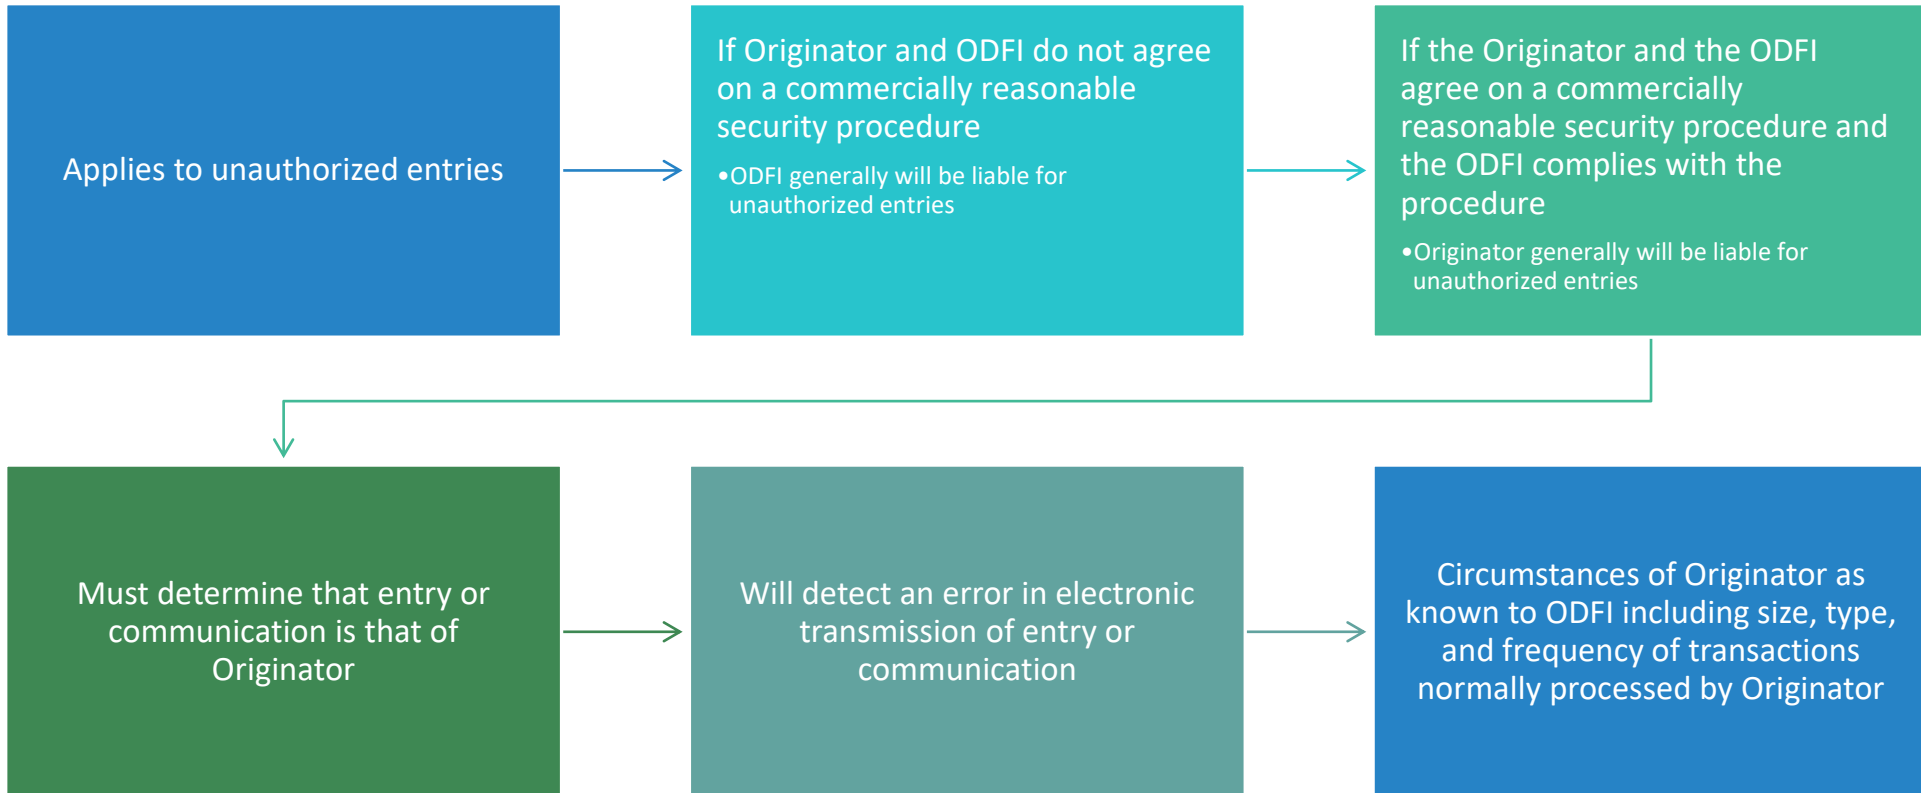 Applies to unauthorized entries
If Originator and ODFI do not agree
on a commercially reasonable
security procedure
•ODFI generally will be liable for
unauthorized entries
If the Originator and the ODFI
agree on a commercially
reasonable security procedure and
the ODFI complies with the
procedure
•Originator generally will be liable for
unauthorized entries
Must determine that entry or
communication is that of
Originator
Will detect an error in electronic
transmission of entry or
communication
Circumstances of Originator as
known to ODFI including size, type,
and frequency of transactions
normally processed by Originator